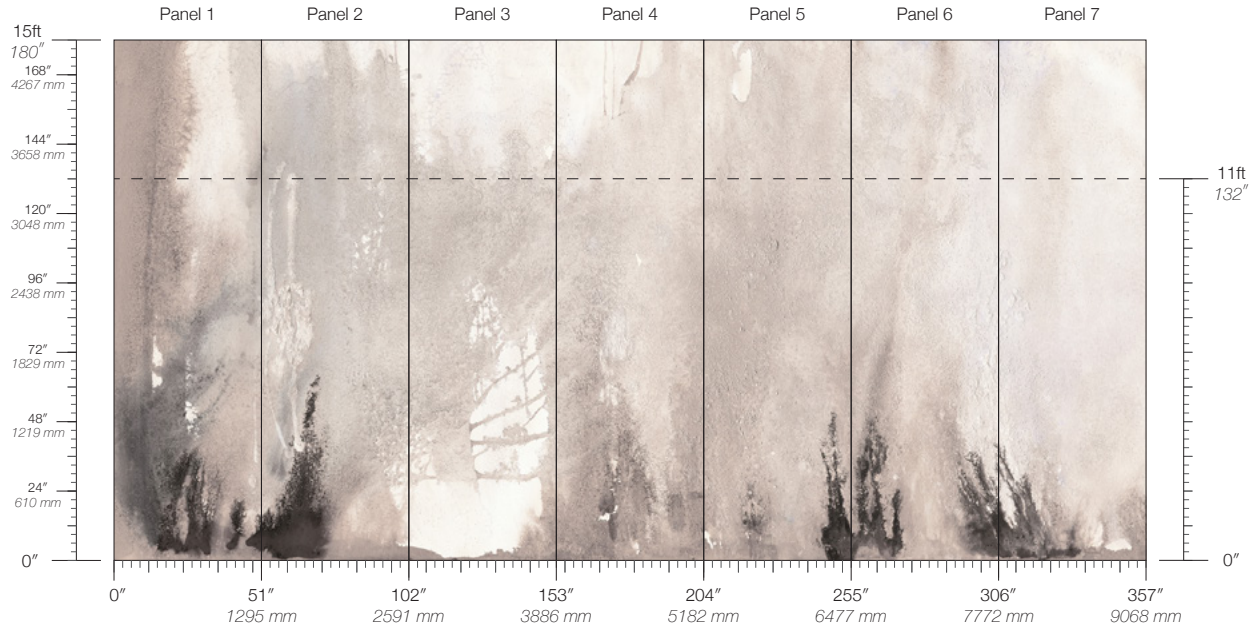 Panel 1 Panel 2 Panel 3 Panel 4 Panel 5 Panel 6 Panel 7
15ft
180″
168″
4267 mm
144″
3658 mm
120″
3048 mm
96″
2438 mm
72″
1829 mm
48″
1219 mm
24″
610 mm
0″
11ft
132″
0″
0″ 51″ 102″ 153″ 204″ 255″ 306″ 357″
1295 mm 2591 mm 3886 mm 5182 mm 6477 mm 7772 mm 9068 mm